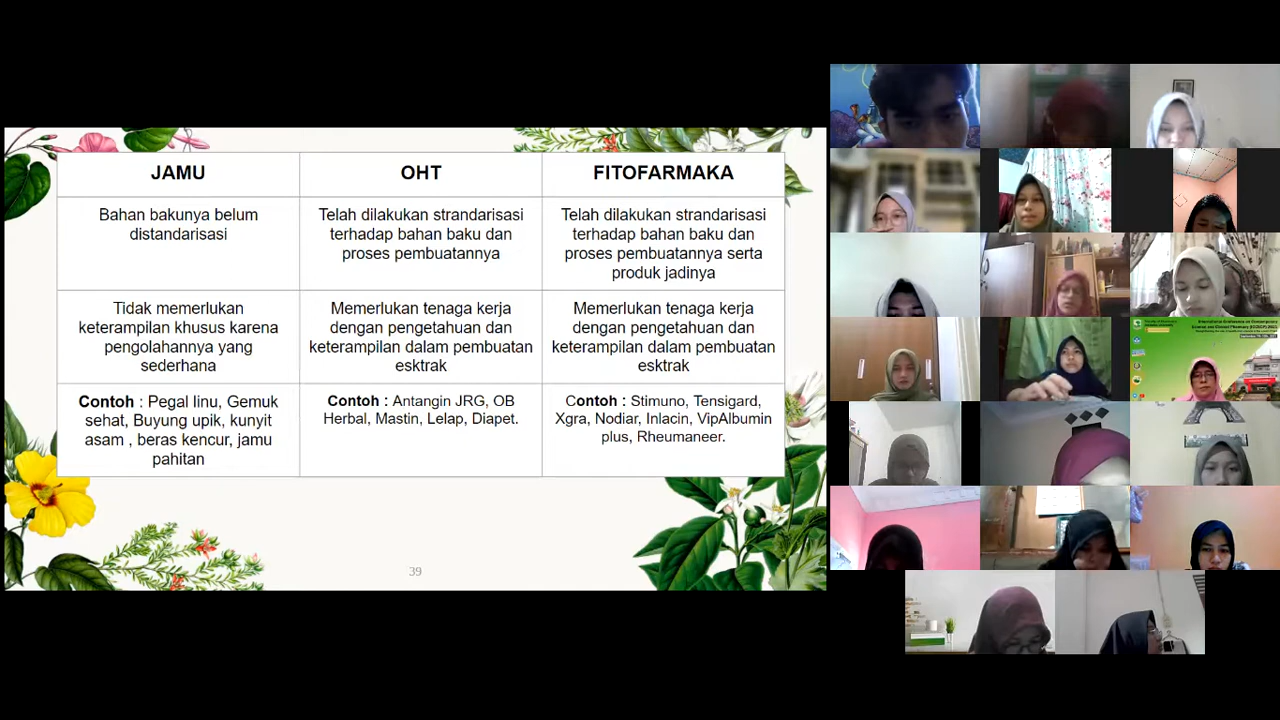 JAMU
OHT
FITOFARMAKA
Bahan bakunya belum
distandarisasi
Telah dilakukan strandarisasi
terhadap bahan baku dan
proses pembuatannya
Telah dilakukan strandarisasi
terhadap bahan baku dan
proses pembuatannya serta
produk jadinya
Tidak memerlukan
keterampilan khusus karena
pengolahannya yang
sederhana
Memerlukan tenaga kerja
dengan pengetahuan dan
keterampilan dalam pembuatan
esktrak
Memerlukan tenaga kerja
dengan pengetahuan dan
keterampilan dalam pembuatan
esktrak
Contoh : Pegal linu, Gemuk
sehat, Buyung upik, kunyit
asam , beras kencur, jamu
pahitan
Contoh : Antangin JRG, OB
Herbal, Mastin, Lelap, Diapet.
Contoh : Stimuno, Tensigard,
Xgra, Nodiar, Inlacin, VipAlbumin
plus, Rheumaneer.
39
International Conference on Contemporary